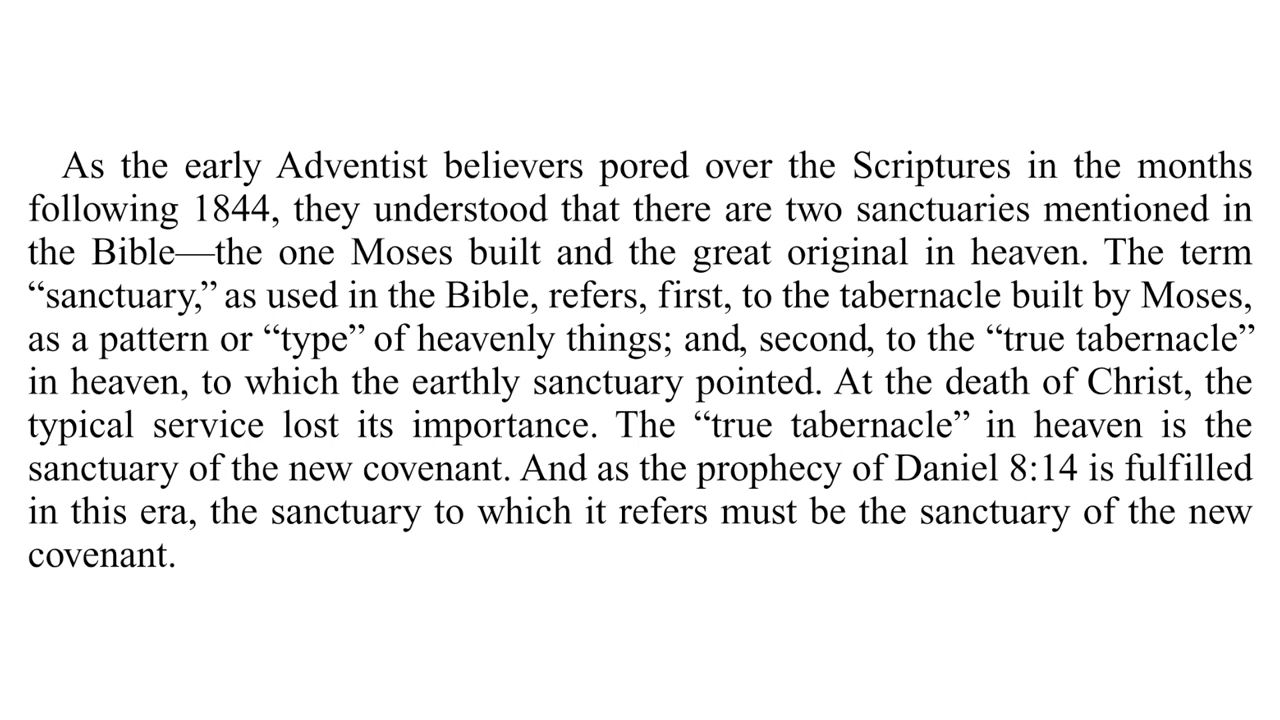 As the early Adventist believers pored over the Scriptures in the months
following 1844, they understood that there are two sanctuaries mentioned in
the Bible—the one Moses built and the great original in heaven. The term
“sanctuary,” as used in the Bible, refers, first, to the tabernacle built by Moses,
as a pattern or “type” of heavenly things; and, second, to the “true tabernacle”
in heaven, to which the earthly sanctuary pointed. At the death of Christ, the
typical service lost its importance. The “true tabernacle” in heaven is the
sanctuary of the new covenant. And as the prophecy of Daniel 8:14 is fulfilled
in this era, the sanctuary to which it refers must be the sanctuary of the new
covenant.